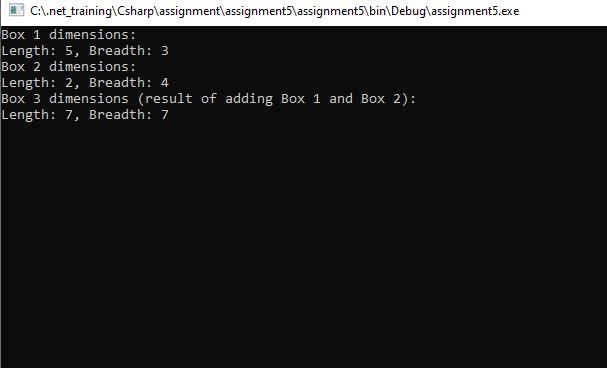 C:\.net_training\Csharp\assignment\assignment5\assignment5\bin\Debug\assignment5.exe
Box 1 dimensions:
Length: 5, Breadth: 3
Box 2 dimensions:
Length: 2, Breadth: 4
Box 3 dimensions (result of adding Box 1 and Box 2):
Length: 7, Breadth: 7